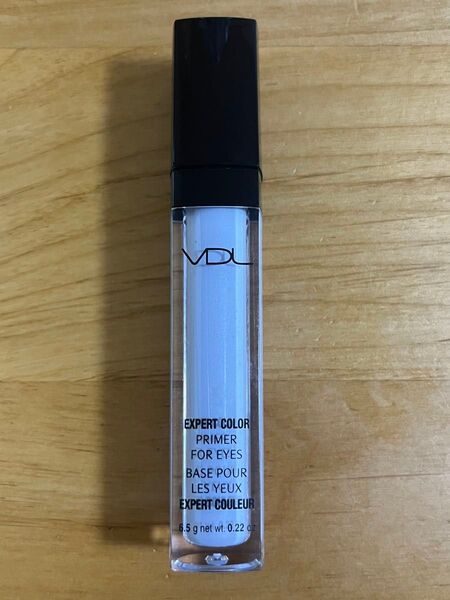 VDL
EXPERT COLOR
PRIMER
FOR EYES
BASE POUR
LES YEUX
EXPERT COULEUR
6.5 g net wt. 0.22 oz